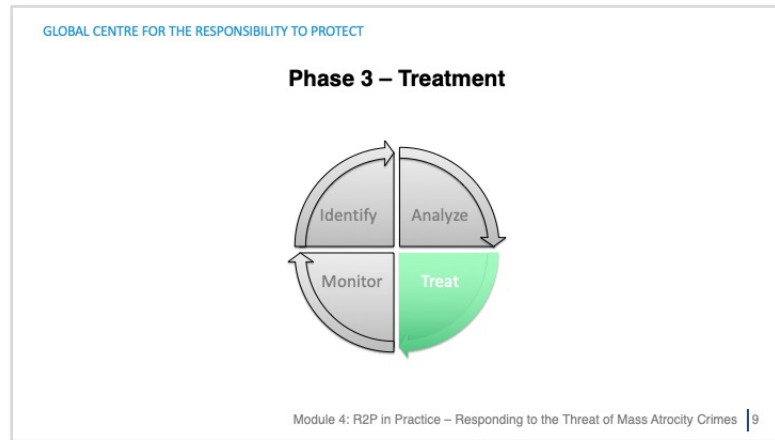 GLOBAL CENTRE FOR THE RESPONSIBILITY TO PROTECT
Phase 3 – Treatment
Identify
Analyze
Monitor
Treat
Module 4: R2P in Practice – Responding to the Threat of Mass Atrocity Crimes 9